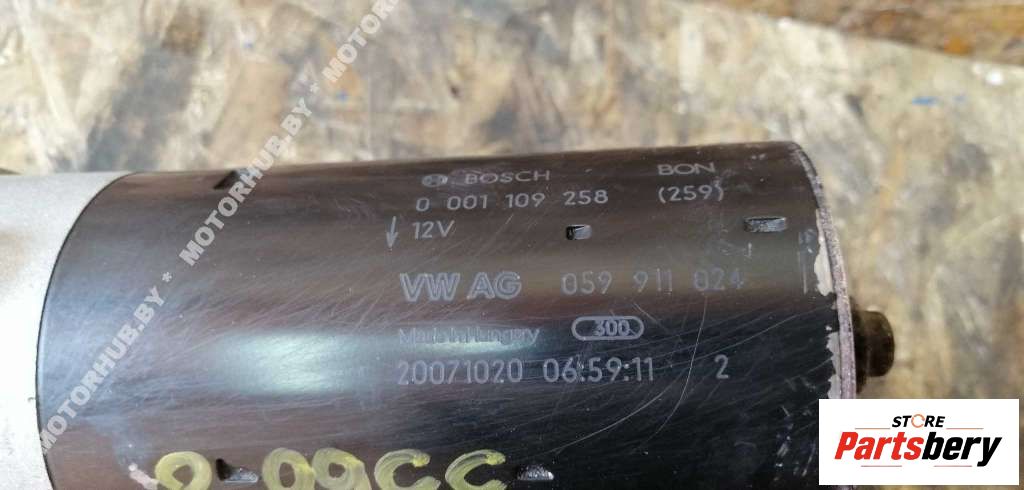 BOSCH BON
0 001 109 258 (259)
12V
VW AG 059 911 024
Made in Hungary 300
20071020 06:59:11 2
MOTORHUB.BY * MOTORHUB.BY * MOTORHUB.BY
STORE
Partsbery